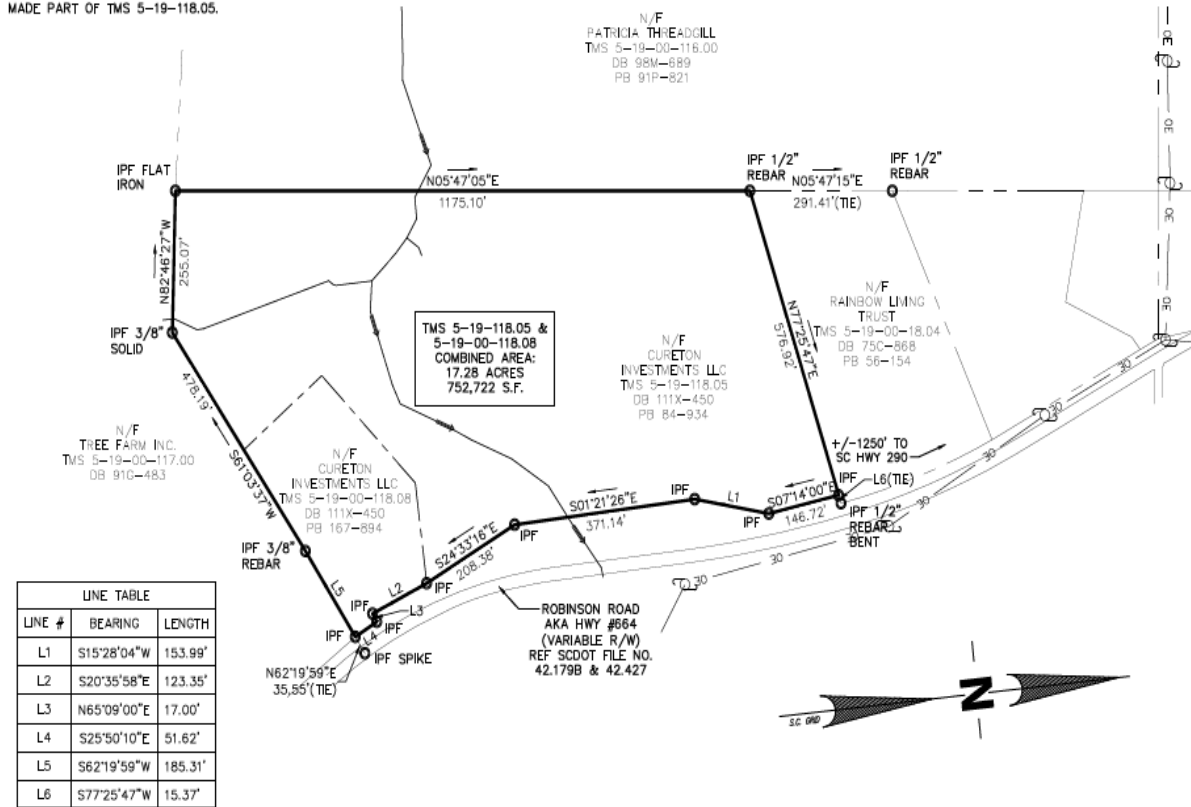 MADE PART OF TMS 5-19-118.05.
N/F
PATRICIA THREADGILL
TMS 5-19-00-116.00
DB 98M-689
PB 91P-821
OE
OE
OE
OE
IPF FLAT
IRON
N05°47'05"E
1175.10'
IPF 1/2"
REBAR
N05°47'15"E
291.41'(TIE)
IPF 1/2"
REBAR
N82°46'27"W
255.07'
IPF 3/8"
SOLID
TMS 5-19-118.05 &
5-19-00-118.08
COMBINED AREA:
17.28 ACRES
752,722 S.F.
N/F
CURETON
INVESTMENTS LLC
TMS 5-19-118.05
DB 111X-450
PB 84-934
N77°25'47"E
576.92'
N/F
RAINBOW LIVING
TRUST
TMS 5-19-00-18.04
DB 75C-868
PB 56-154
478.19'
S61°03'37"W
N/F
TREE FARM INC.
TMS 5-19-00-117.00
DB 91G-483
N/F
CURETON
INVESTMENTS LLC
TMS 5-19-00-118.08
DB 111X-450
PB 167-894
+/-1250' TO
SC HWY 290
30
30
30
30
30
30
IPF
L6(TIE)
IPF 1/2"
REBAR
BENT
S07°14'00"E
146.72'
IPF
L1
IPF
S01°21'26"E
371.14'
IPF
S24°33'16"E
208.38'
IPF
IPF 3/8"
REBAR
L5
L2
IPF
L3
IPF
L4
IPF
IPF SPIKE
N62°19'59"E
35.55'(TIE)
ROBINSON ROAD
AKA HWY #664
(VARIABLE R/W)
REF SCDOT FILE NO.
42.179B & 42.427
LINE TABLE
LINE # BEARING LENGTH
L1 S15°28'04"W 153.99'
L2 S20°35'58"E 123.35'
L3 N65°09'00"E 17.00'
L4 S25°50'10"E 51.62'
L5 S62°19'59"W 185.31'
L6 S77°25'47"W 15.37'
S.C. GRID
N